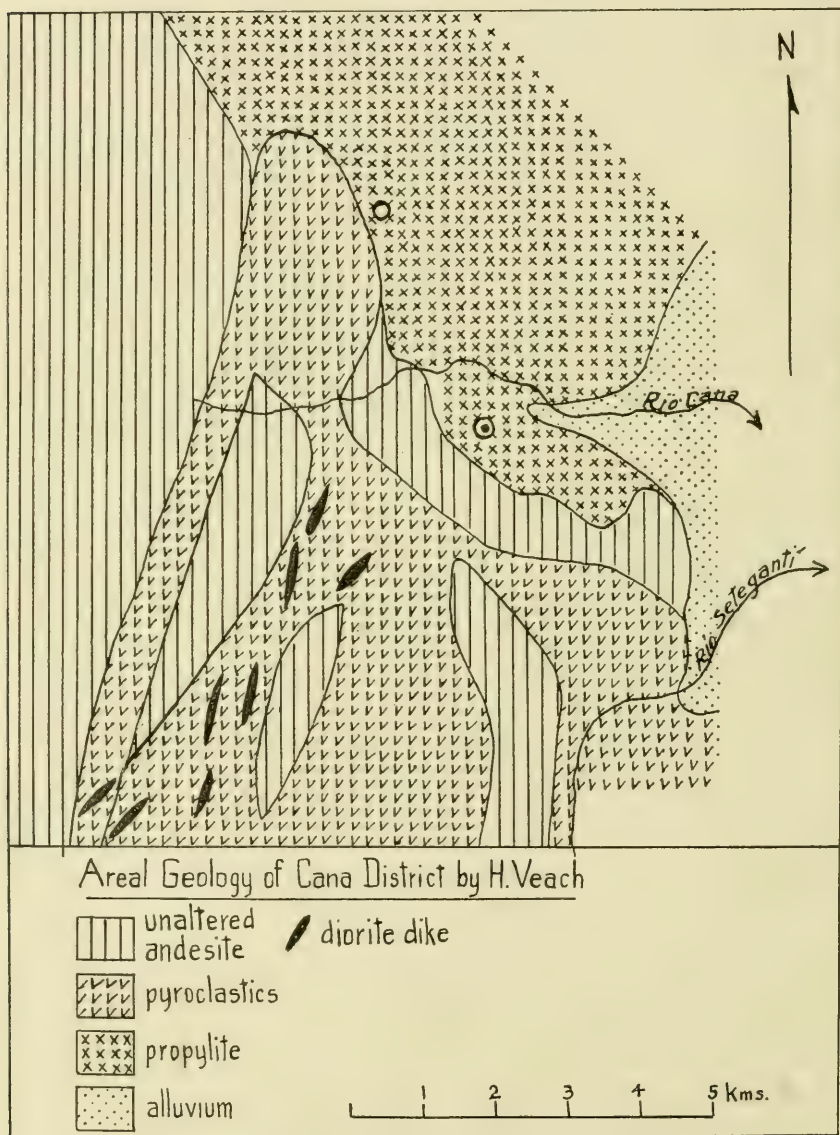 N
Rio Cana
Rio Seteganti
Areal Geology of Cana District by H. Veach
unaltered
andesite
diorite dike
pyroclastics
propylite
alluvium
1 2 3 4 5 Kms.